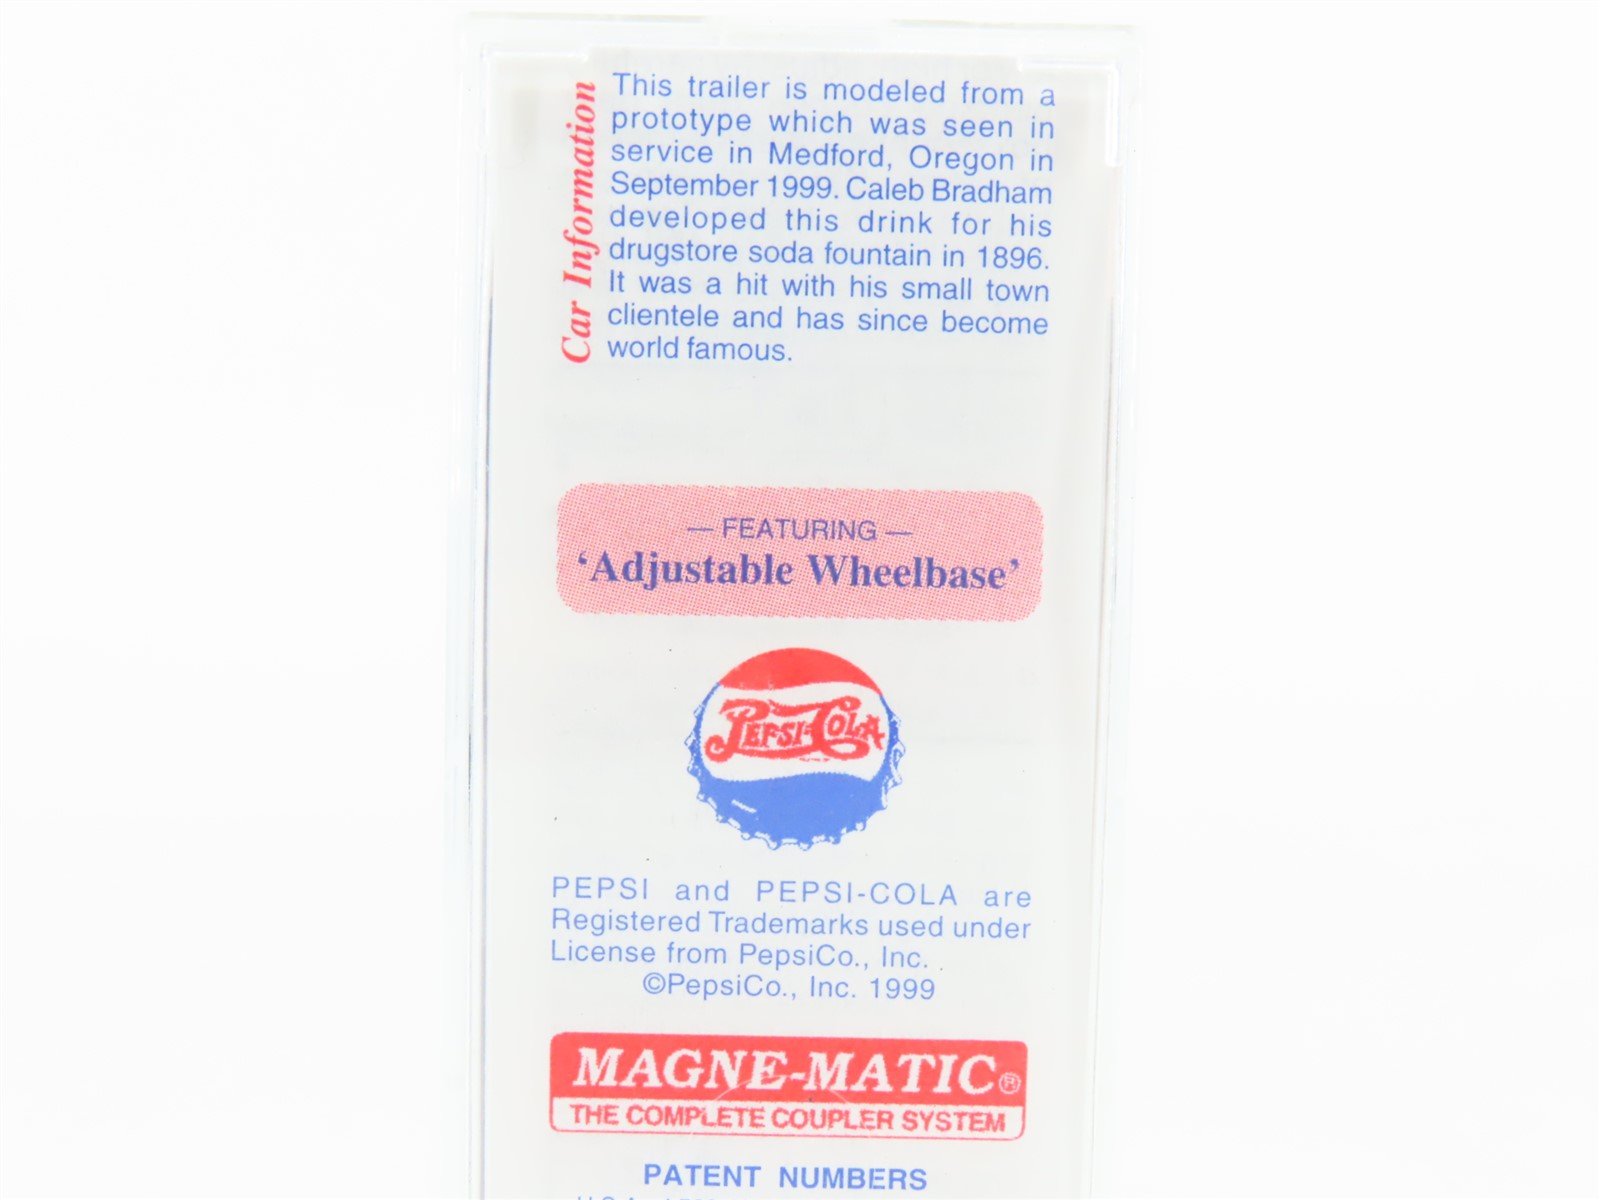 Car Information
This trailer is modeled from a
prototype which was seen in
service in Medford, Oregon in
September 1999. Caleb Bradham
developed this drink for his
drugstore soda fountain in 1896.
It was a hit with his small town
clientele and has since become
world famous.
— FEATURING —
‘Adjustable Wheelbase’
PEPSI-COLA
PEPSI and PEPSI-COLA are
Registered Trademarks used under
License from PepsiCo., Inc.
©PepsiCo., Inc. 1999
MAGNE-MATIC®
THE COMPLETE COUPLER SYSTEM
PATENT NUMBERS